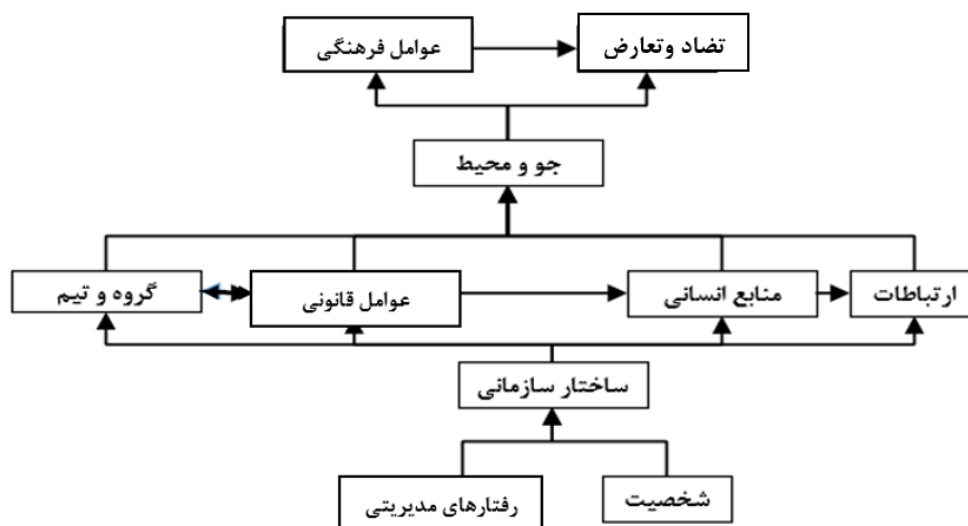 تضاد وتعارض
عوامل فرهنگی
جو و محیط
ارتباطات
منابع انسانی
عوامل قانونی
گروه و تیم
ساختار سازمانی
شخصیت
رفتارهای مدیریتی